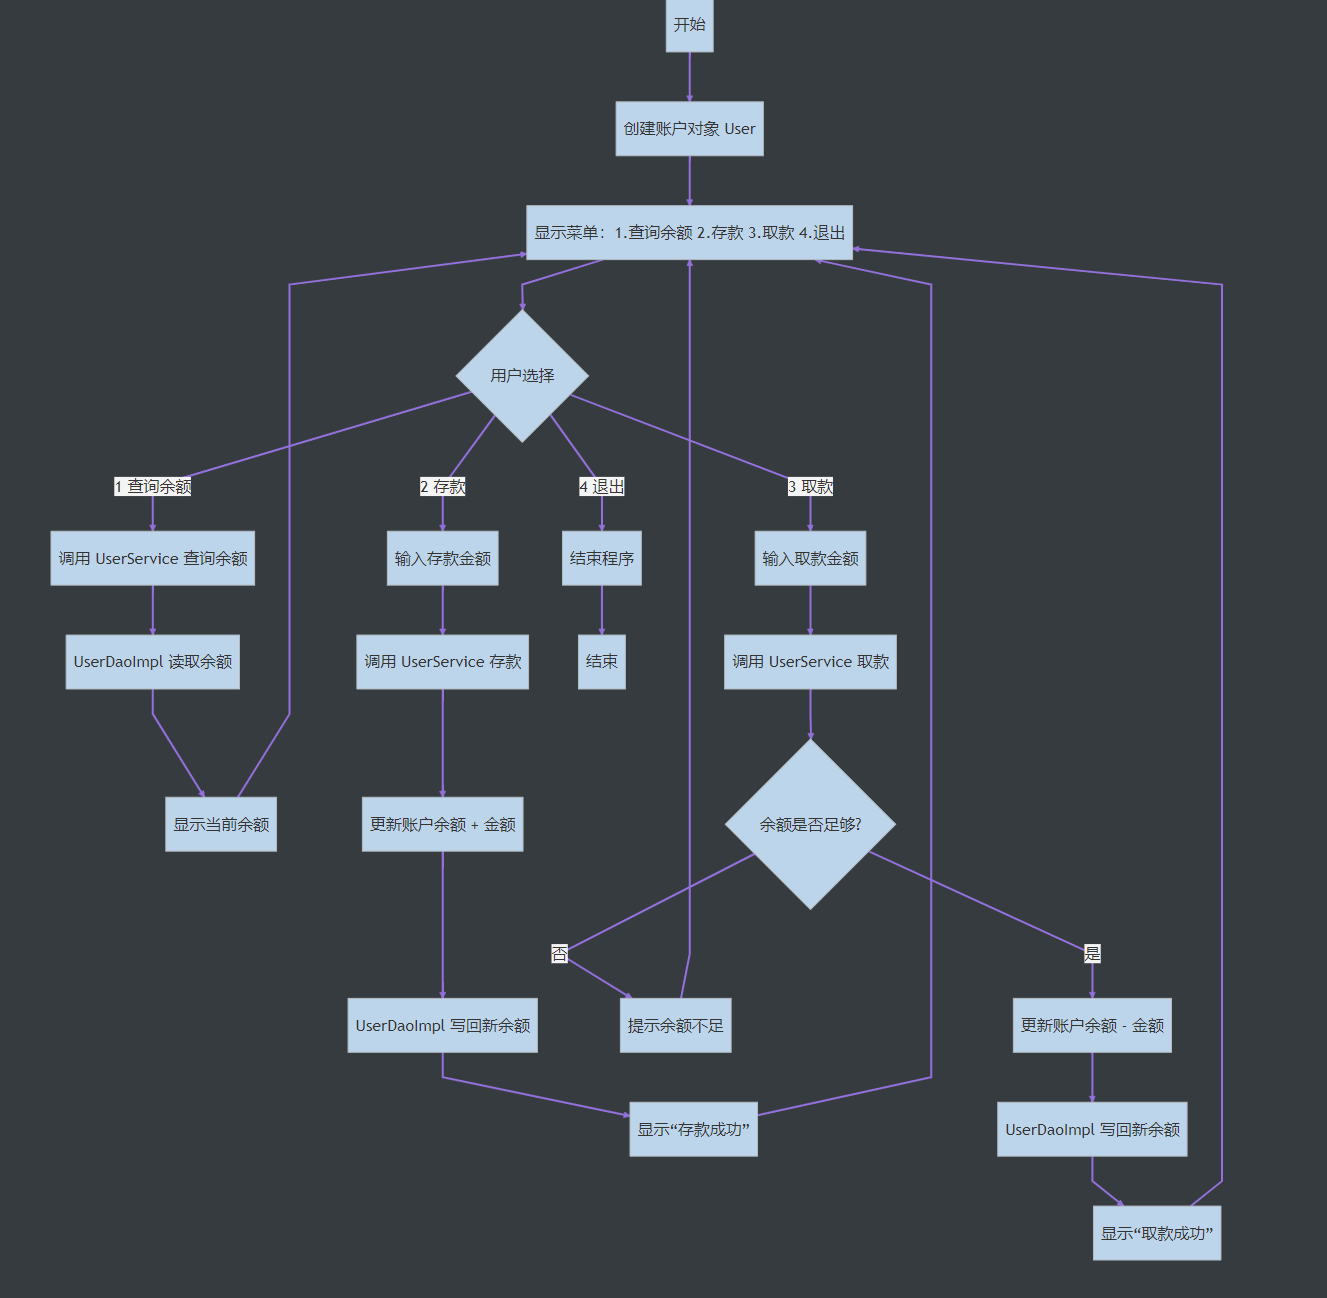 开始
创建账户对象 User
显示菜单：1.查询余额 2.存款 3.取款 4.退出
用户选择
1 查询余额
2 存款
4 退出
3 取款
调用 UserService 查询余额
输入存款金额
结束程序
输入取款金额
UserDaoImpl 读取余额
调用 UserService 存款
结束
调用 UserService 取款
显示当前余额
更新账户余额 + 金额
余额是否足够?
否
是
UserDaoImpl 写回新余额
提示余额不足
更新账户余额 - 金额
显示“存款成功”
UserDaoImpl 写回新余额
显示“取款成功”